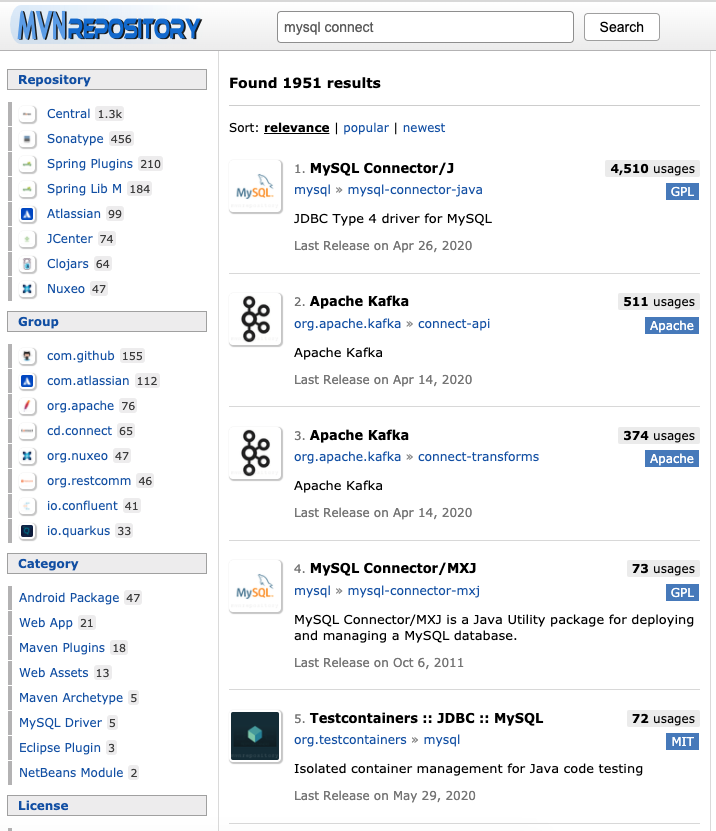 MVNREPOSITORY
mysql connect
Search
Repository
Central 1.3k
Sonatype 456
Spring Plugins 210
Spring Lib M 184
Atlassian 99
JCenter 74
Clojars 64
Nuxeo 47
Group
com.github 155
com.atlassian 112
org.apache 76
cd.connect 65
org.nuxeo 47
org.restcomm 46
io.confluent 41
io.quarkus 33
Category
Android Package 47
Web App 21
Maven Plugins 18
Web Assets 13
Maven Archetype 5
MySQL Driver 5
Eclipse Plugin 3
NetBeans Module 2
License
Found 1951 results
Sort: relevance | popular | newest
MySQL
1. MySQL Connector/J 4,510 usages
mysql » mysql-connector-java GPL
JDBC Type 4 driver for MySQL
Last Release on Apr 26, 2020
2. Apache Kafka 511 usages
org.apache.kafka » connect-api Apache
Apache Kafka
Last Release on Apr 14, 2020
3. Apache Kafka 374 usages
org.apache.kafka » connect-transforms Apache
Apache Kafka
Last Release on Apr 14, 2020
MySQL
4. MySQL Connector/MXJ 73 usages
mysql » mysql-connector-mxj GPL
MySQL Connector/MXJ is a Java Utility package for deploying
and managing a MySQL database.
Last Release on Oct 6, 2011
5. Testcontainers :: JDBC :: MySQL 72 usages
org.testcontainers » mysql MIT
Isolated container management for Java code testing
Last Release on May 29, 2020